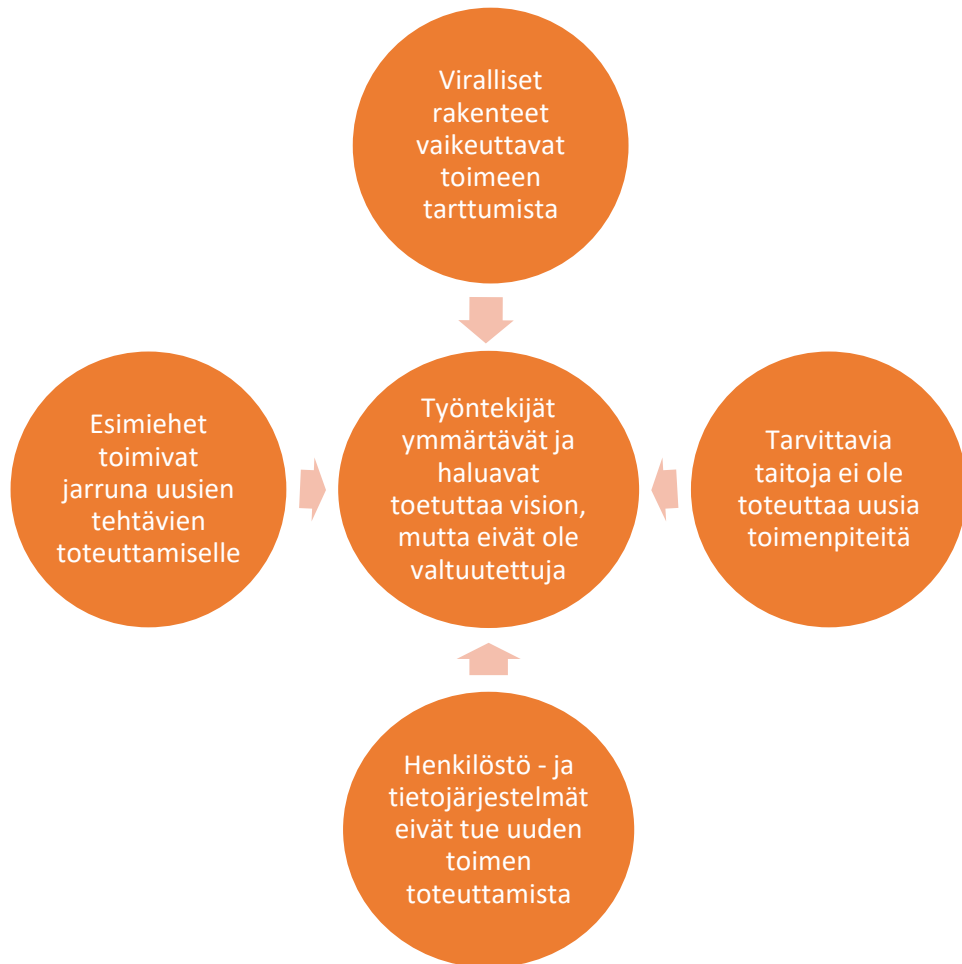 Viralliset
rakenteet
vaikeuttavat
toimeen
tarttumista
Esimiehet
toimivat
jarruna uusien
tehtävien
toteuttamiselle
Työntekijät
ymmärtävät ja
haluavat
toetuttaa vision,
mutta eivät ole
valtuutettuja
Tarvittavia
taitoja ei ole
toteuttaa uusia
toimenpiteitä
Henkilöstö - ja
tietojärjestelmät
eivät tue uuden
toimen
toteuttamista